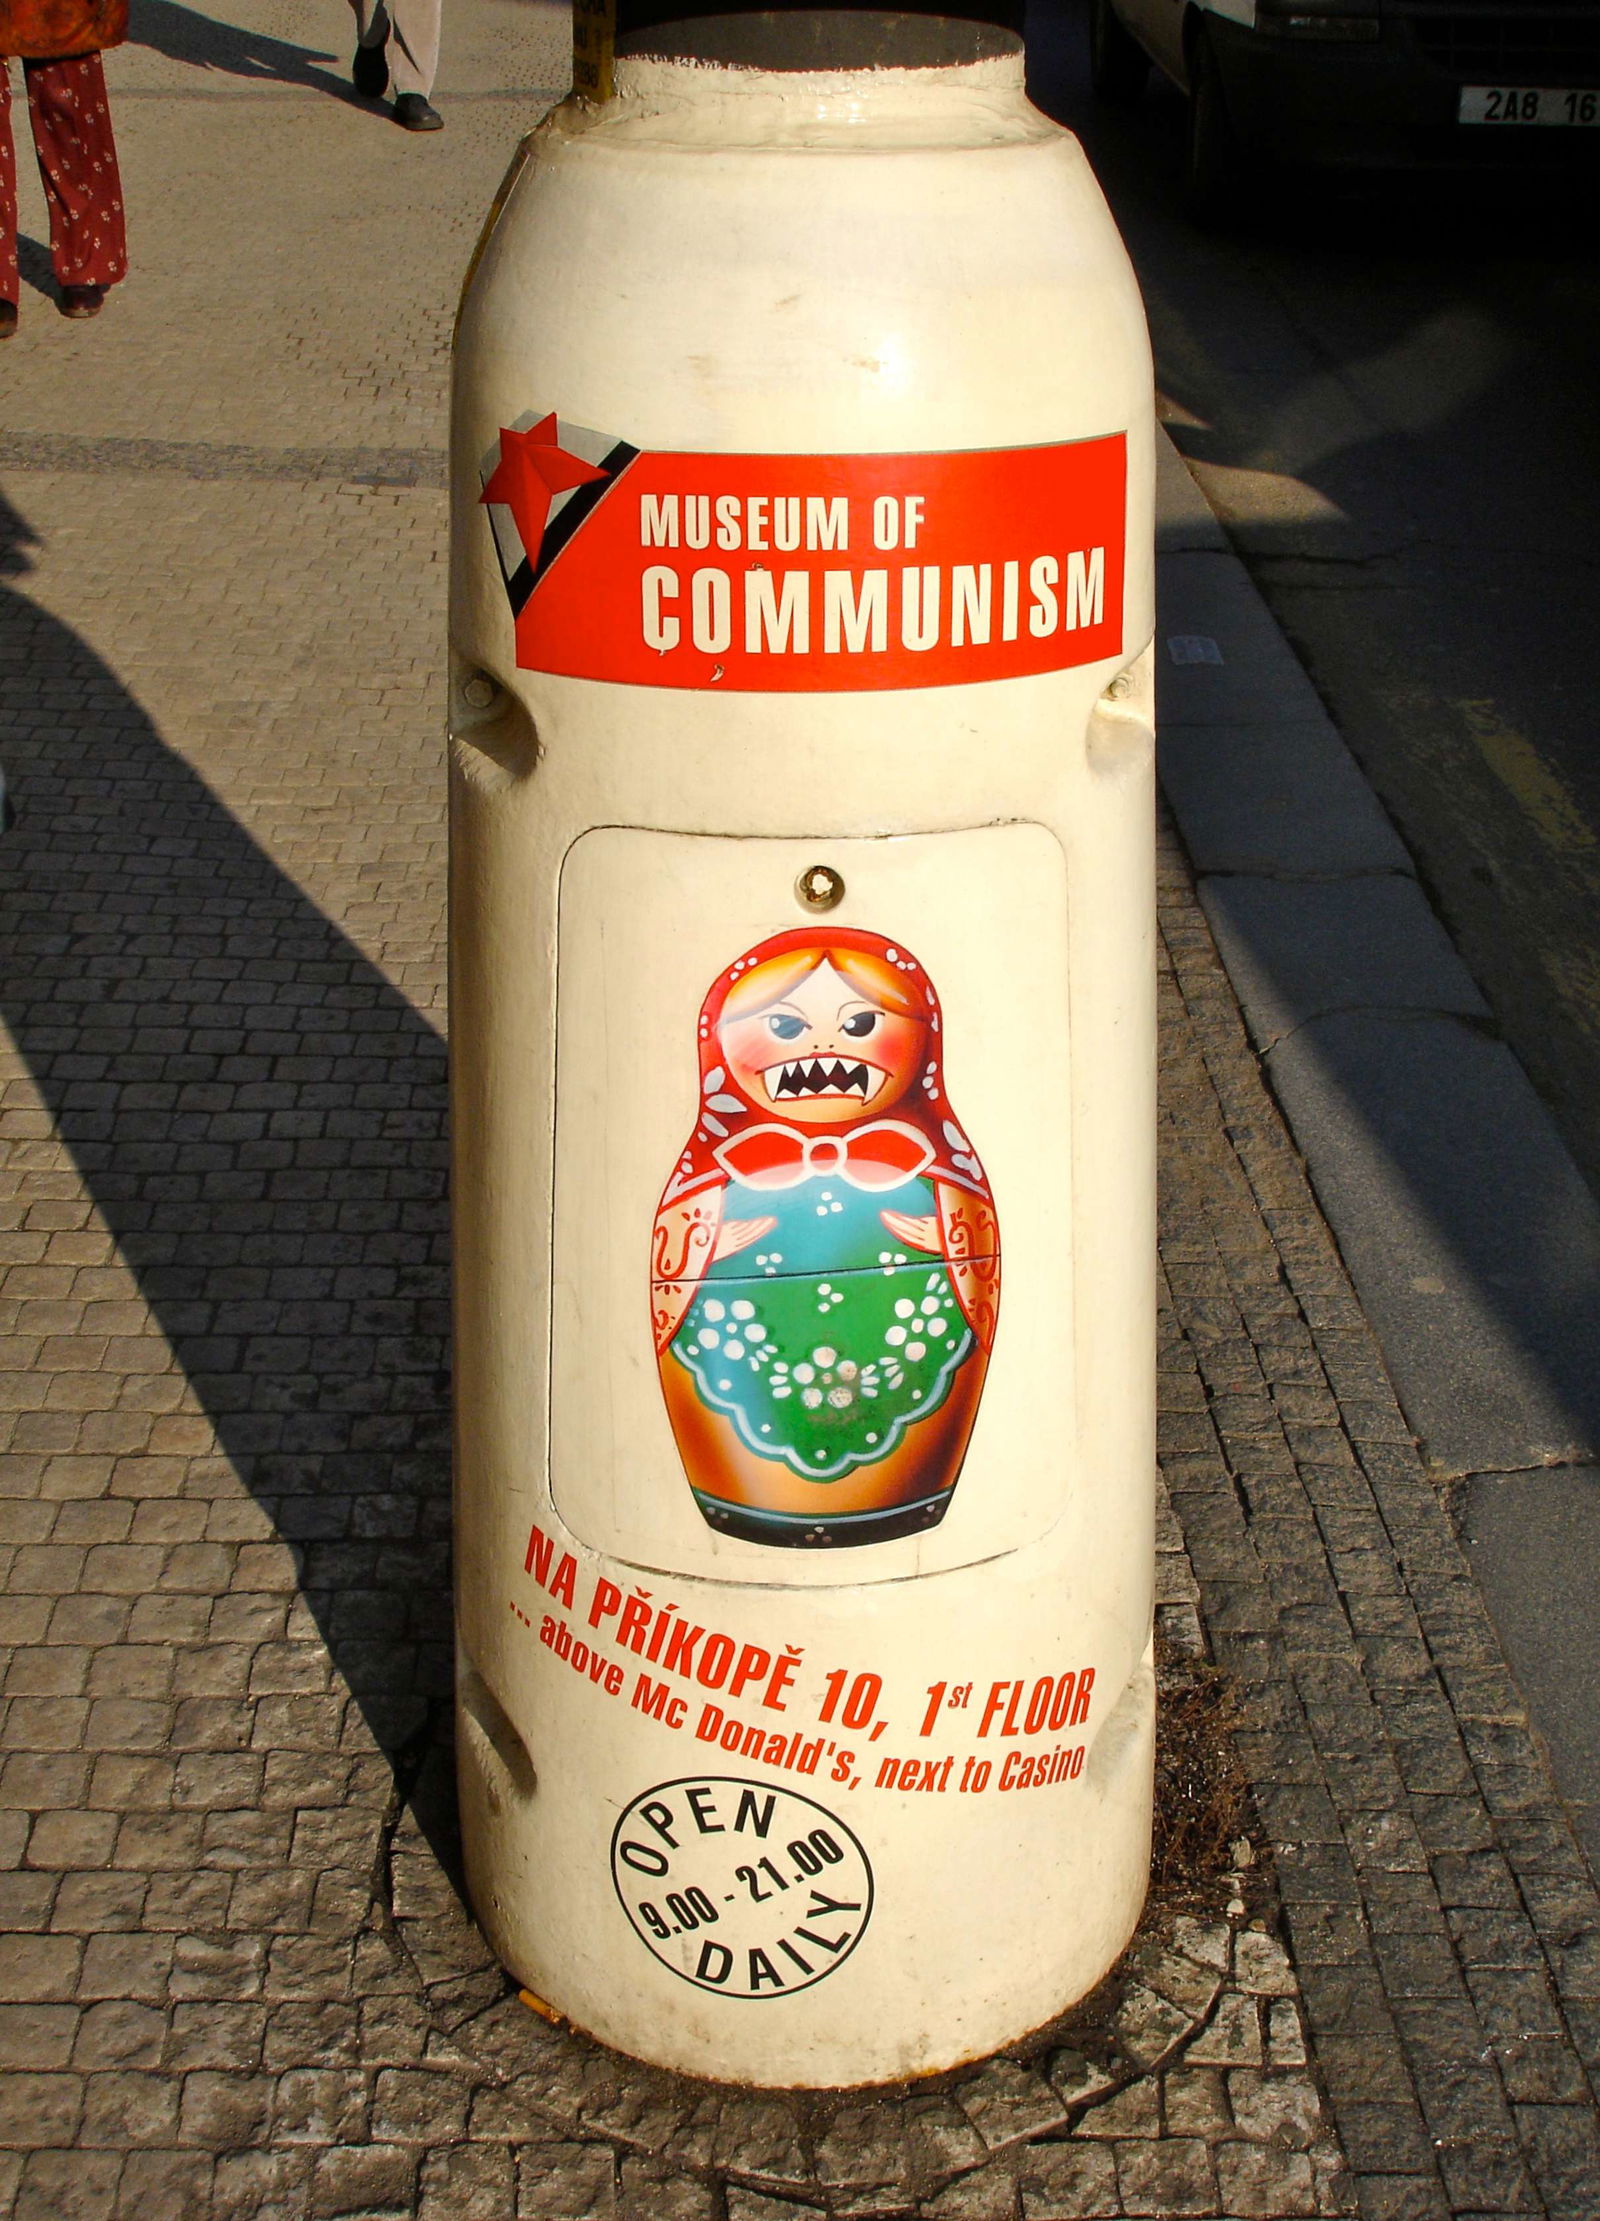 2A8 16
MUSEUM OF
COMMUNISM
NA PŘÍKOPĚ 10, 1st FLOOR
... above Mc Donald's, next to Casino
OPEN
9.00 - 21.00
DAILY